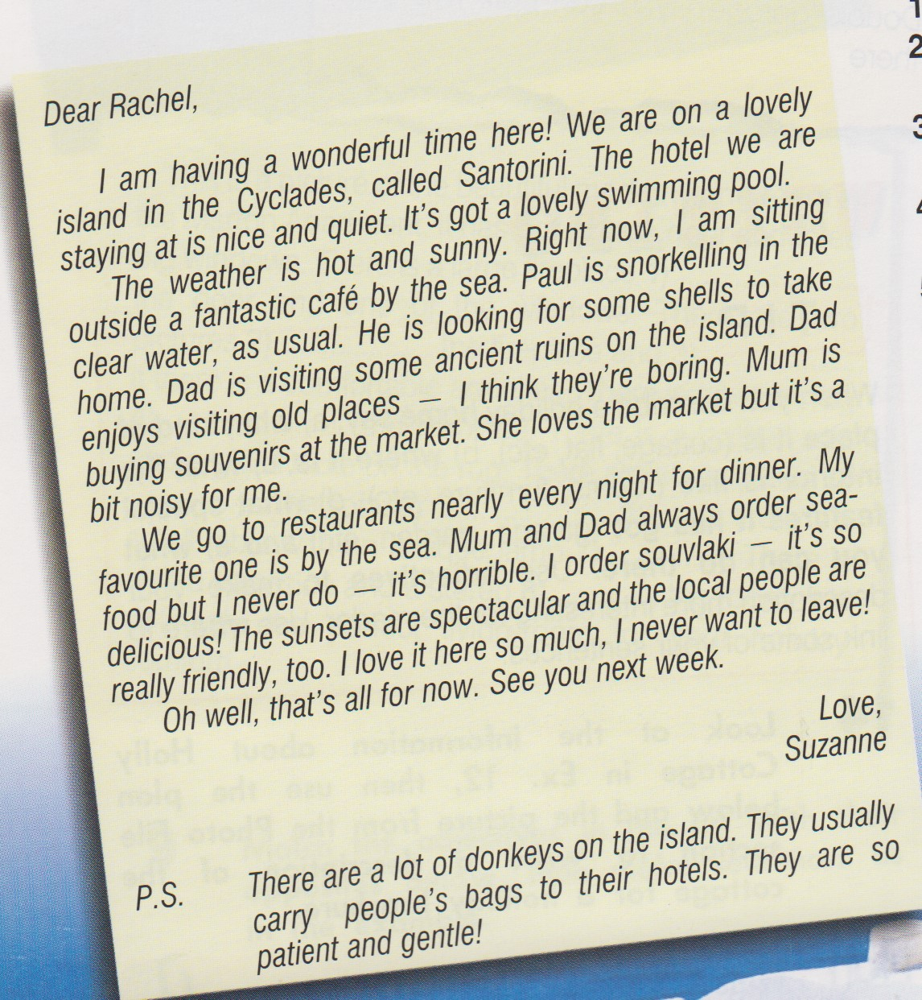 Dear Rachel,
I am having a wonderful time here! We are on a lovely
island in the Cyclades, called Santorini. The hotel we are
staying at is nice and quiet. It's got a lovely swimming pool.
The weather is hot and sunny. Right now, I am sitting
outside a fantastic café by the sea. Paul is snorkelling in the
clear water, as usual. He is looking for some shells to take
home. Dad is visiting some ancient ruins on the island. Dad
enjoys visiting old places – I think they're boring. Mum is
buying souvenirs at the market. She loves the market but it's a
bit noisy for me.
We go to restaurants nearly every night for dinner. My
favourite one is by the sea. Mum and Dad always order sea-
food but I never do – it's horrible. I order souvlaki – it's so
delicious! The sunsets are spectacular and the local people are
really friendly, too. I love it here so much, I never want to leave!
Oh well, that's all for now. See you next week.
Love,
Suzanne
P.S. There are a lot of donkeys on the island. They usually
carry people's bags to their hotels. They are so
patient and gentle!
1
2
3
4